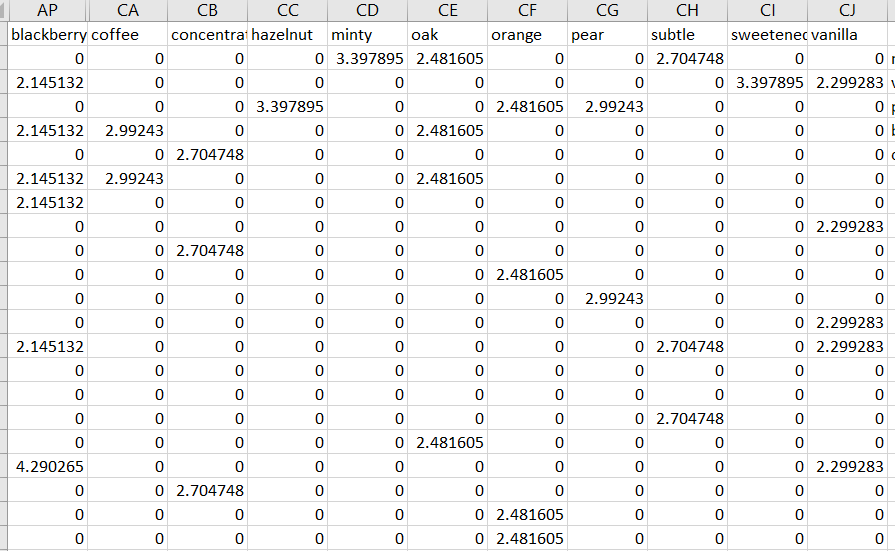 AP CA CB CC CD CE CF CG CH CI CJ
blackberry coffee concentrat hazelnut minty oak orange pear subtle sweetened vanilla
0 0 0 0 3.397895 2.481605 0 0 2.704748 0 0
2.145132 0 0 0 0 0 0 0 0 3.397895 2.299283
0 0 0 3.397895 0 0 2.481605 2.99243 0 0 0
2.145132 2.99243 0 0 0 2.481605 0 0 0 0 0
0 0 2.704748 0 0 0 0 0 0 0 0
2.145132 2.99243 0 0 0 2.481605 0 0 0 0 0
2.145132 0 0 0 0 0 0 0 0 0 0
0 0 0 0 0 0 0 0 0 0 2.299283
0 0 2.704748 0 0 0 0 0 0 0 0
0 0 0 0 0 0 2.481605 0 0 0 0
0 0 0 0 0 0 0 2.99243 0 0 0
0 0 0 0 0 0 0 0 0 0 2.299283
2.145132 0 0 0 0 0 0 0 2.704748 0 2.299283
0 0 0 0 0 0 0 0 0 0 0
0 0 0 0 0 0 0 0 0 0 0
0 0 0 0 0 0 0 0 2.704748 0 0
0 0 0 0 0 2.481605 0 0 0 0 0
4.290265 0 0 0 0 0 0 0 0 0 2.299283
0 0 2.704748 0 0 0 0 0 0 0 0
0 0 0 0 0 0 2.481605 0 0 0 0
0 0 0 0 0 0 2.481605 0 0 0 0